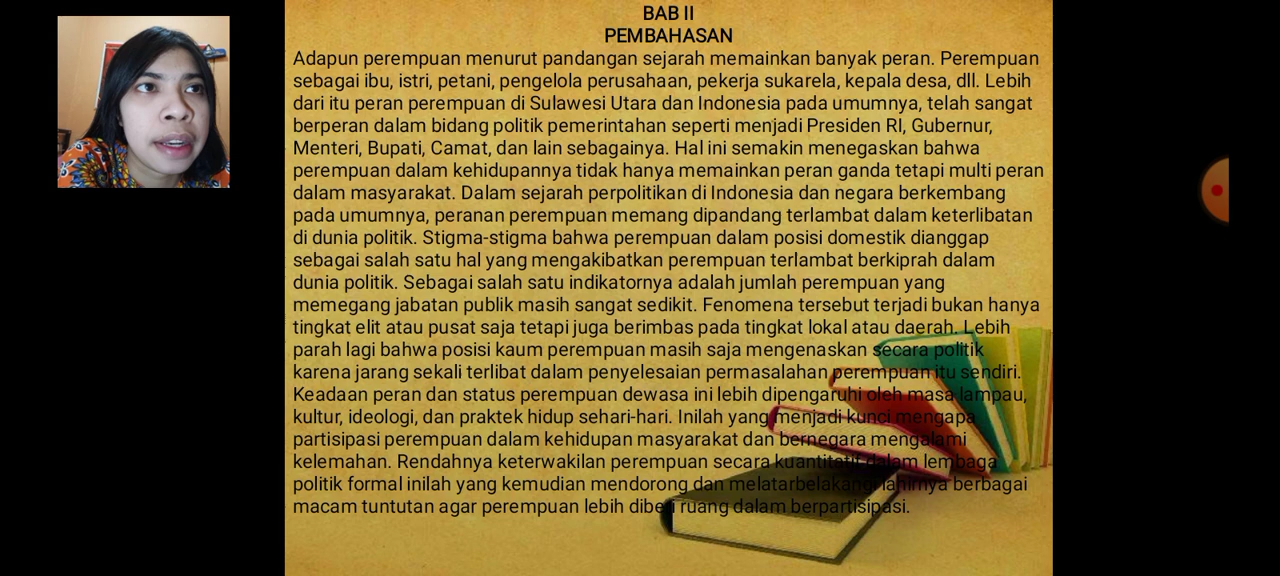 BAB II
PEMBAHASAN
Adapun perempuan menurut pandangan sejarah memainkan banyak peran. Perempuan
sebagai ibu, istri, petani, pengelola perusahaan, pekerja sukarela, kepala desa, dll. Lebih
dari itu peran perempuan di Sulawesi Utara dan Indonesia pada umumnya, telah sangat
berperan dalam bidang politik pemerintahan seperti menjadi Presiden RI, Gubernur,
Menteri, Bupati, Camat, dan lain sebagainya. Hal ini semakin menegaskan bahwa
perempuan dalam kehidupannya tidak hanya memainkan peran ganda tetapi multi peran
dalam masyarakat. Dalam sejarah perpolitikan di Indonesia dan negara berkembang
pada umumnya, peranan perempuan memang dipandang terlambat dalam keterlibatan
di dunia politik. Stigma-stigma bahwa perempuan dalam posisi domestik dianggap
sebagai salah satu hal yang mengakibatkan perempuan terlambat berkiprah dalam
dunia politik. Sebagai salah satu indikatornya adalah jumlah perempuan yang
memegang jabatan publik masih sangat sedikit. Fenomena tersebut terjadi bukan hanya
tingkat elit atau pusat saja tetapi juga berimbas pada tingkat lokal atau daerah. Lebih
parah lagi bahwa posisi kaum perempuan masih saja mengenaskan secara politik
karena jarang sekali terlibat dalam penyelesaian permasalahan perempuan itu sendiri.
Keadaan peran dan status perempuan dewasa ini lebih dipengaruhi oleh masa lampau,
kultur, ideologi, dan praktek hidup sehari-hari. Inilah yang menjadi kunci mengapa
partisipasi perempuan dalam kehidupan masyarakat dan bernegara mengalami
kelemahan. Rendahnya keterwakilan perempuan secara kuantitatif dalam lembaga
politik formal inilah yang kemudian mendorong dan melatarbelakangi lahirnya berbagai
macam tuntutan agar perempuan lebih diberi ruang dalam berpartisipasi.